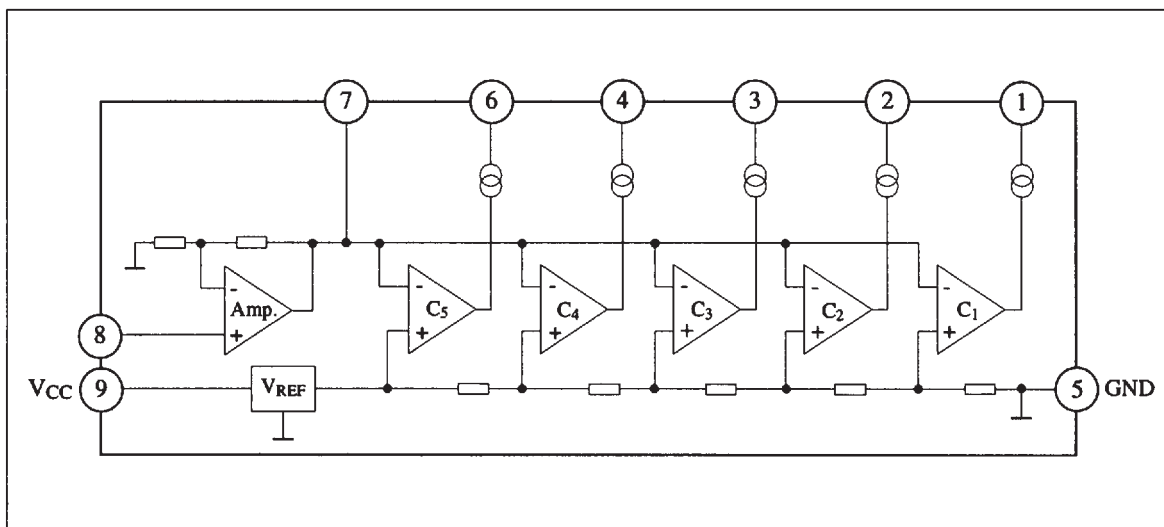 7 6 4 3 2 1
- - - - - -
Amp. C5 C4 C3 C2 C1
+ + + + + +
8
VCC 9 VREF 5 GND